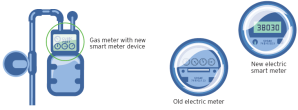 Gas meter with new
smart meter device
38030
New electric
smart meter
Old electric meter